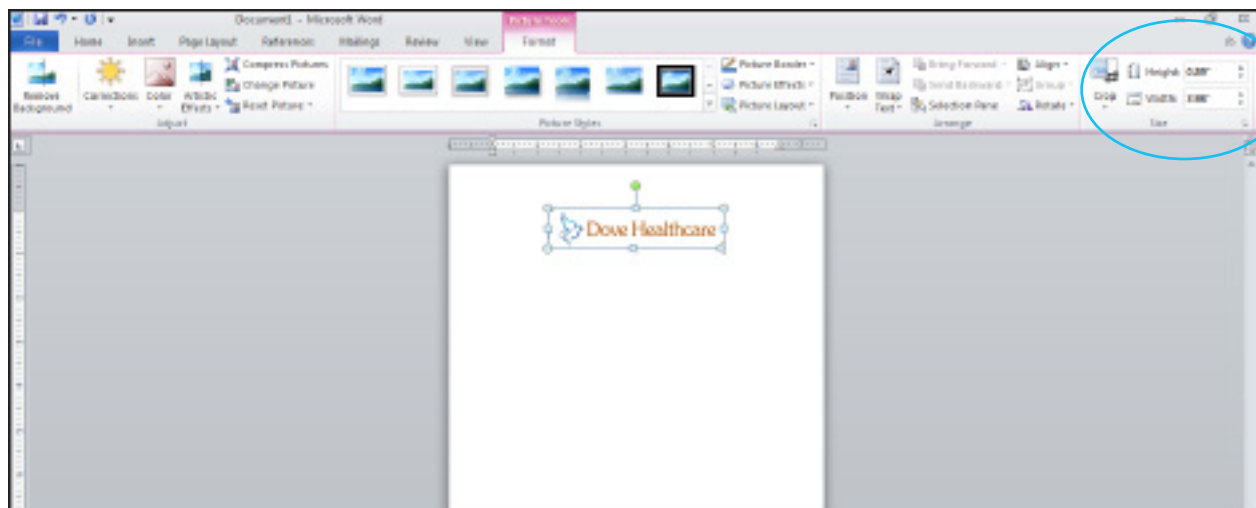 Document1 - Microsoft Word
Picture Tools
File Home Insert Page Layout References Mailings Review View Format
Remove Background
Corrections Color Artistic Effects
Compress Pictures
Change Picture
Reset Picture
Adjust
Picture Border
Picture Effects
Picture Layout
Picture Styles
Position Wrap Text
Bring Forward
Send Backward
Selection Pane
Align
Group
Rotate
Arrange
Crop
Height:
Width:
Size
Dove Healthcare